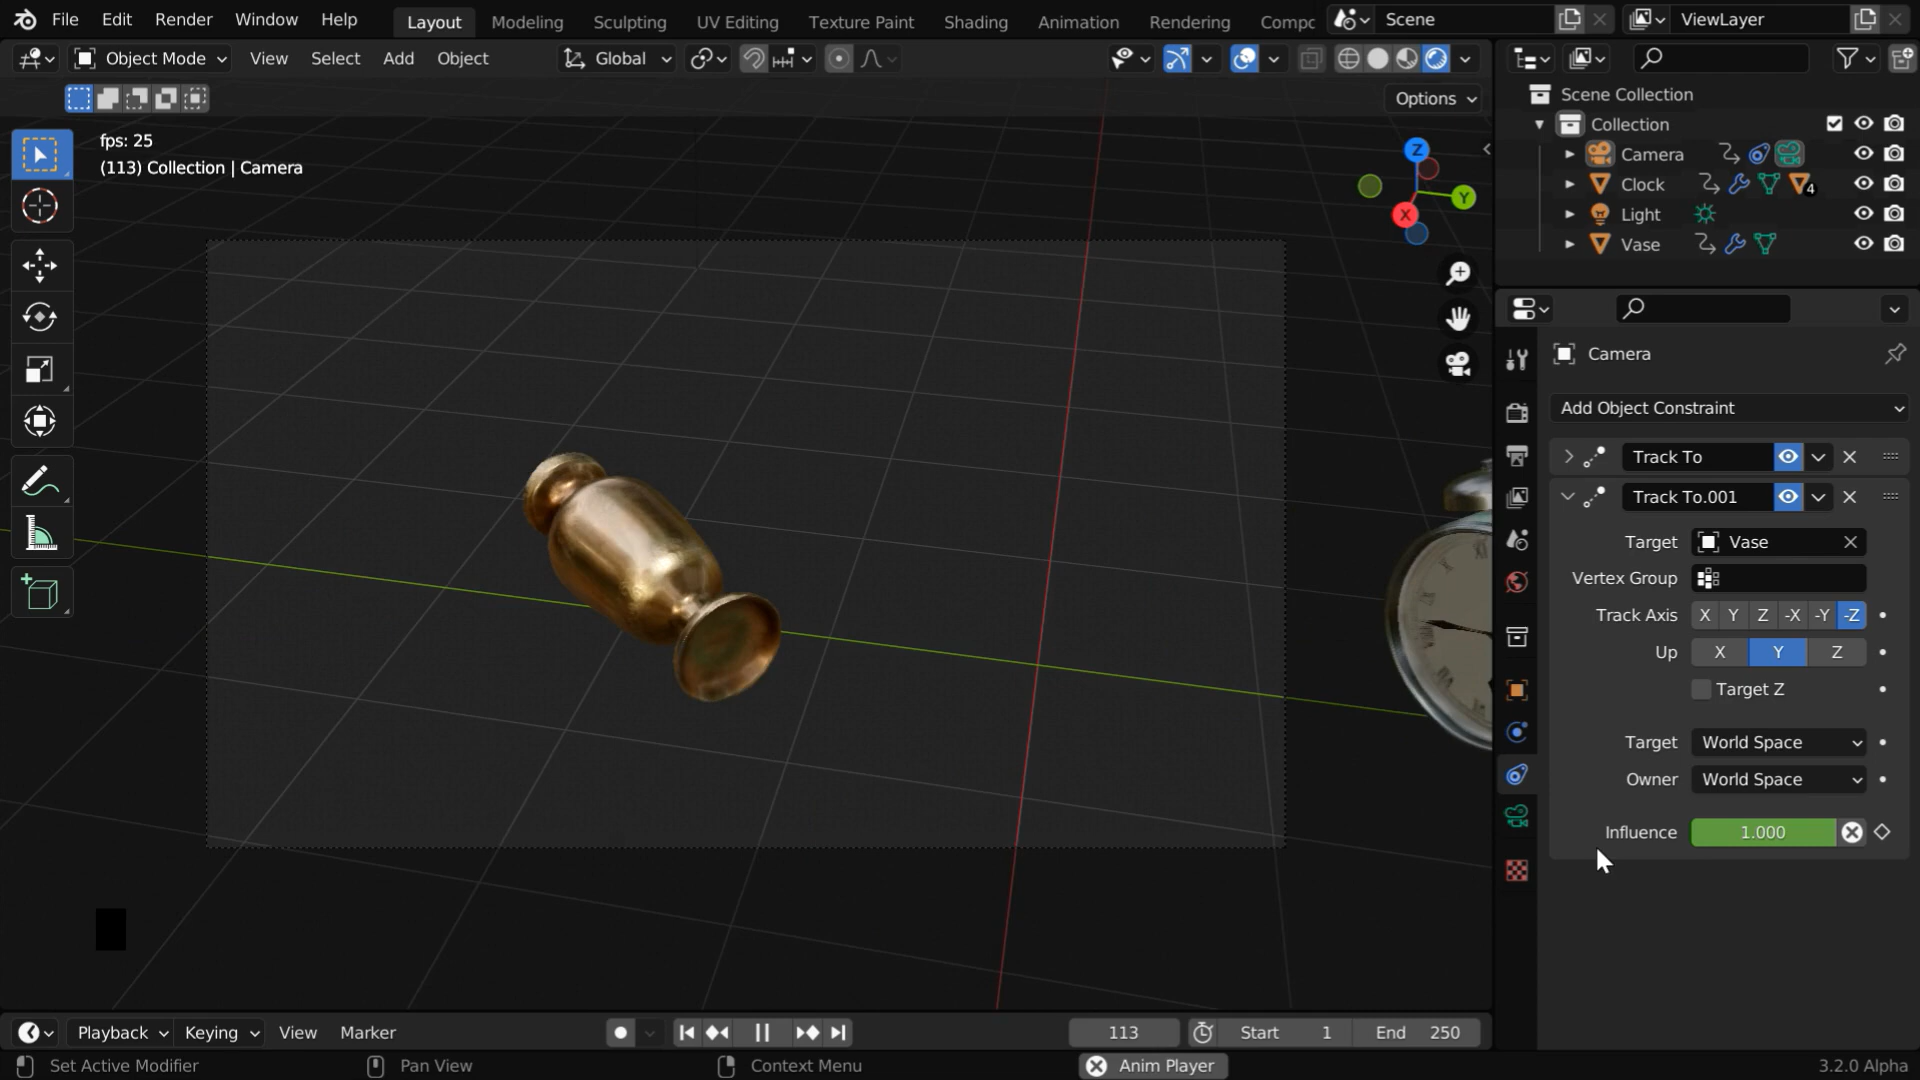 File Edit Render Window Help Layout Modeling Sculpting UV Editing Texture Paint Shading Animation Rendering Compc Scene ViewLayer
Object Mode View Select Add Object Global
Options
fps: 25
(113) Collection | Camera
Z
Y
X
Scene Collection
Collection
Camera
Clock 4
Light
Vase
Camera
Add Object Constraint
Track To
Track To.001
Target Vase
Vertex Group
Track Axis X Y Z -X -Y -Z
Up X Y Z
Target Z
Target World Space
Owner World Space
Influence 1.000
Playback Keying View Marker 113 Start 1 End 250
Set Active Modifier Pan View Context Menu Anim Player 3.2.0 Alpha